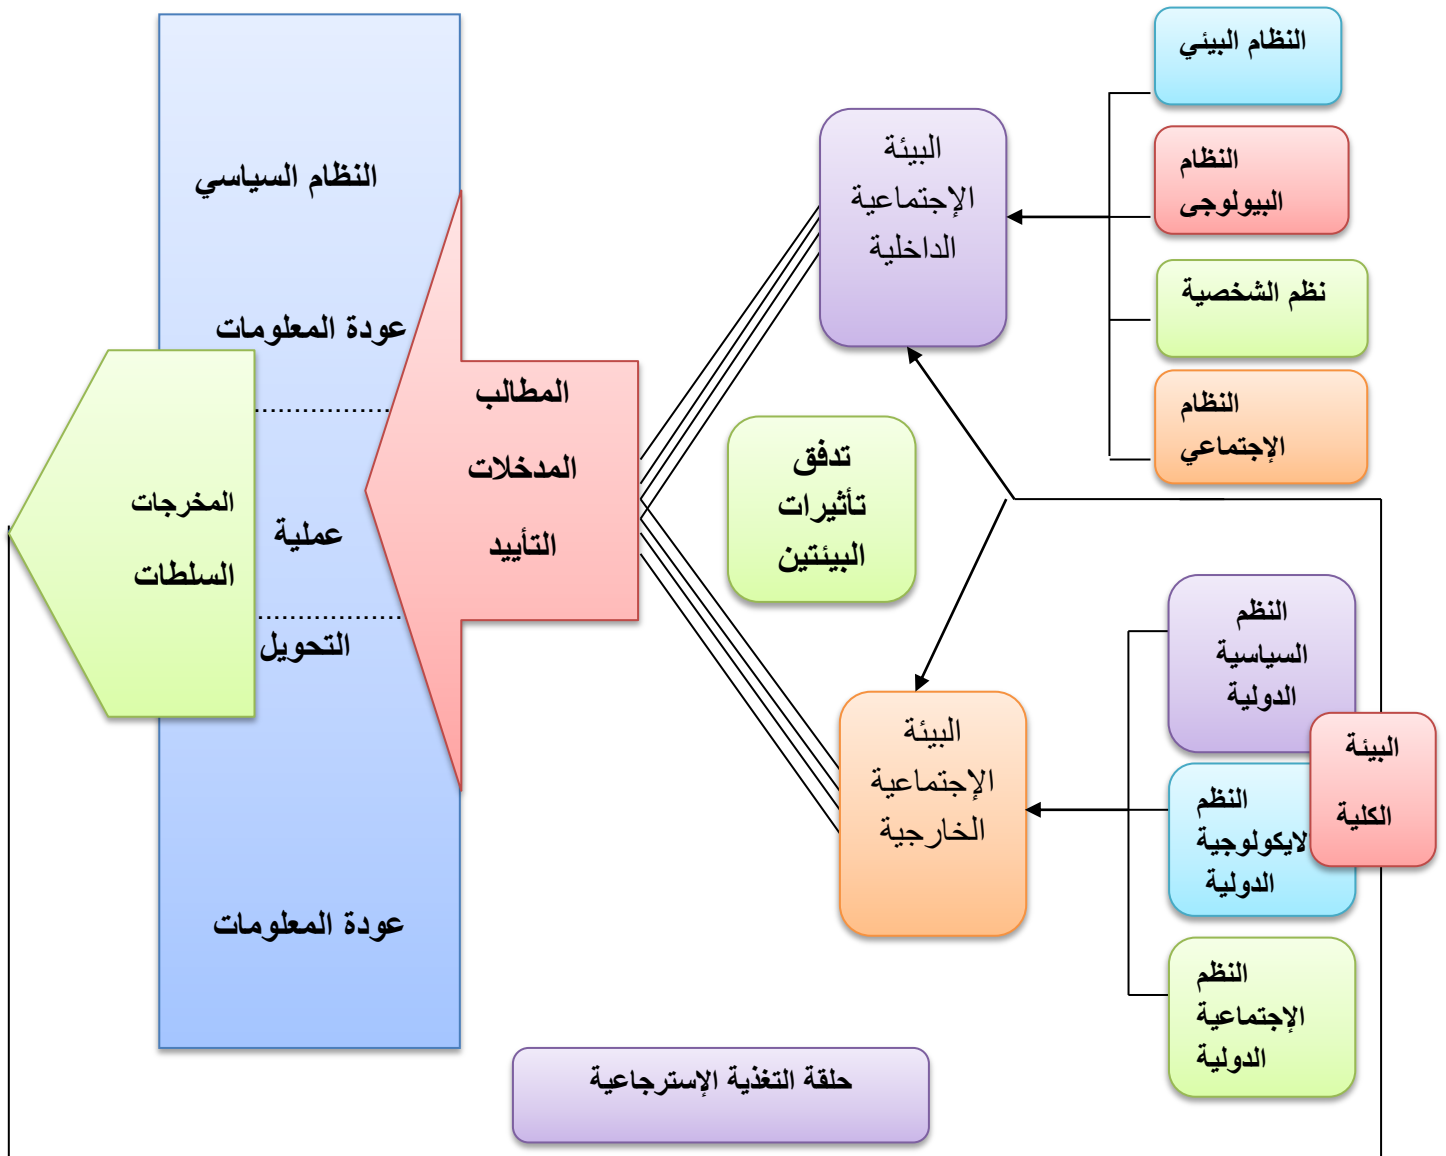 النظام البيئي
النظام
البيولوجى
نظم الشخصية
النظام
الإجتماعي
البيئة
الإجتماعية
الداخلية
النظام السياسي
عودة المعلومات
المطالب
المدخلات
التأييد
تدفق
تأثيرات
البيئتين
المخرجات
السلطات
عملية
التحويل
النظم
السياسية
الدولية
البيئة
الكلية
النظم
لايكولوجية
الدولية
البيئة
الإجتماعية
الخارجية
عودة المعلومات
النظم
الإجتماعية
الدولية
حلقة التغذية الإسترجاعية